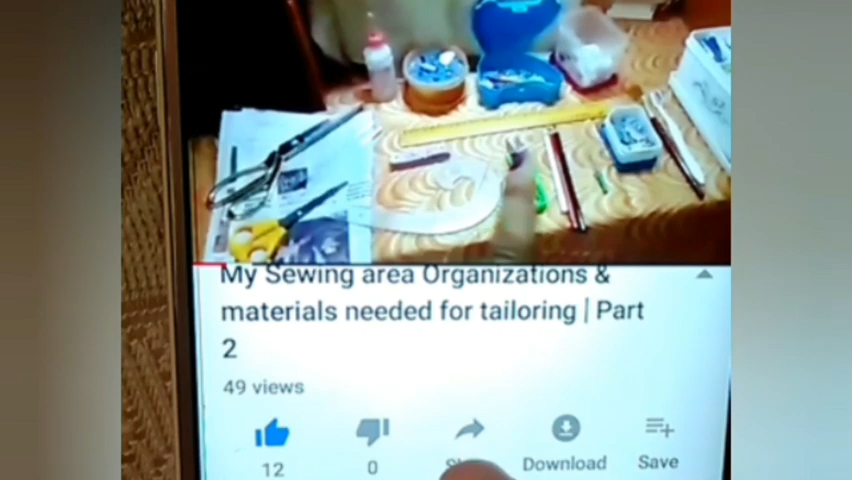 My Sewing area Organizations &
materials needed for tailoring | Part
2
49 views
12
0
Download
Save